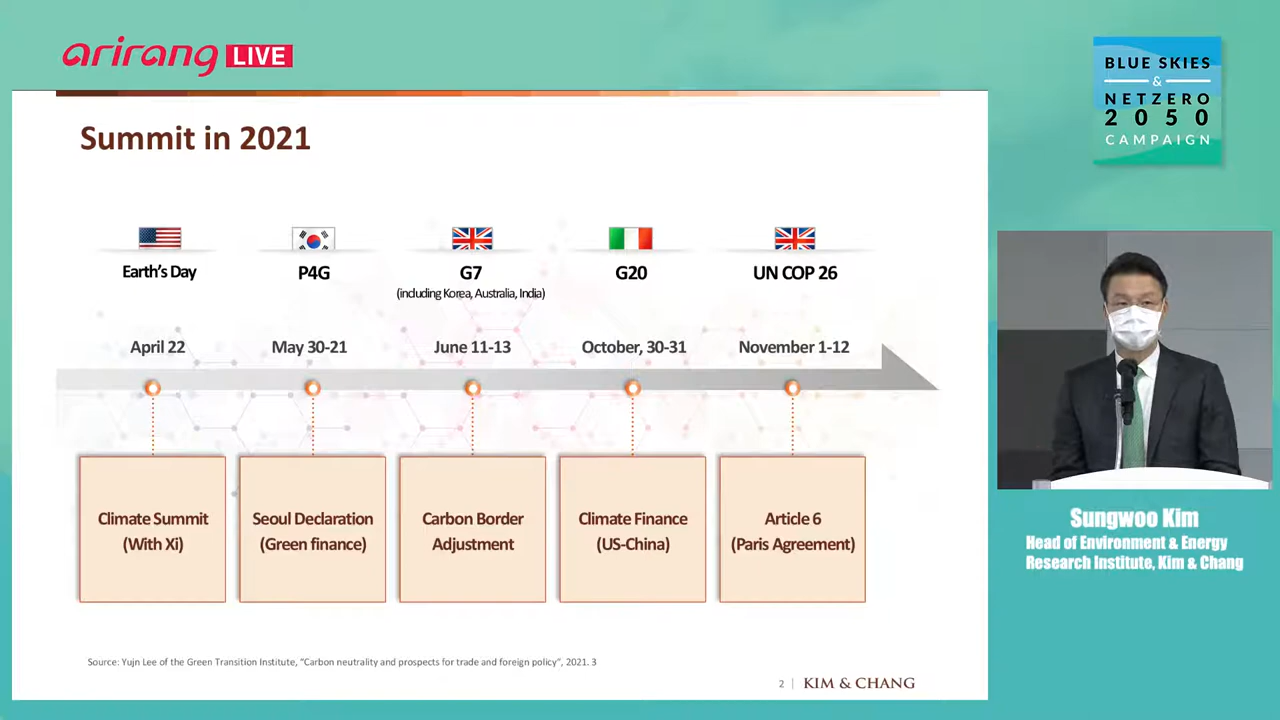 arirang LIVE
BLUE SKIES
&
NETZERO
2050
CAMPAIGN
Summit in 2021
Earth's Day
P4G
G7
(including Korea, Australia, India)
G20
UN COP 26
April 22
May 30-21
June 11-13
October, 30-31
November 1-12
Climate Summit
(With Xi)
Seoul Declaration
(Green finance)
Carbon Border
Adjustment
Climate Finance
(US-China)
Article 6
(Paris Agreement)
Source: Yujn Lee of the Green Transition Institute, "Carbon neutrality and prospects for trade and foreign policy", 2021. 3
2 | KIM & CHANG
Sungwoo Kim
Head of Environment & Energy
Research Institute, Kim & Chang